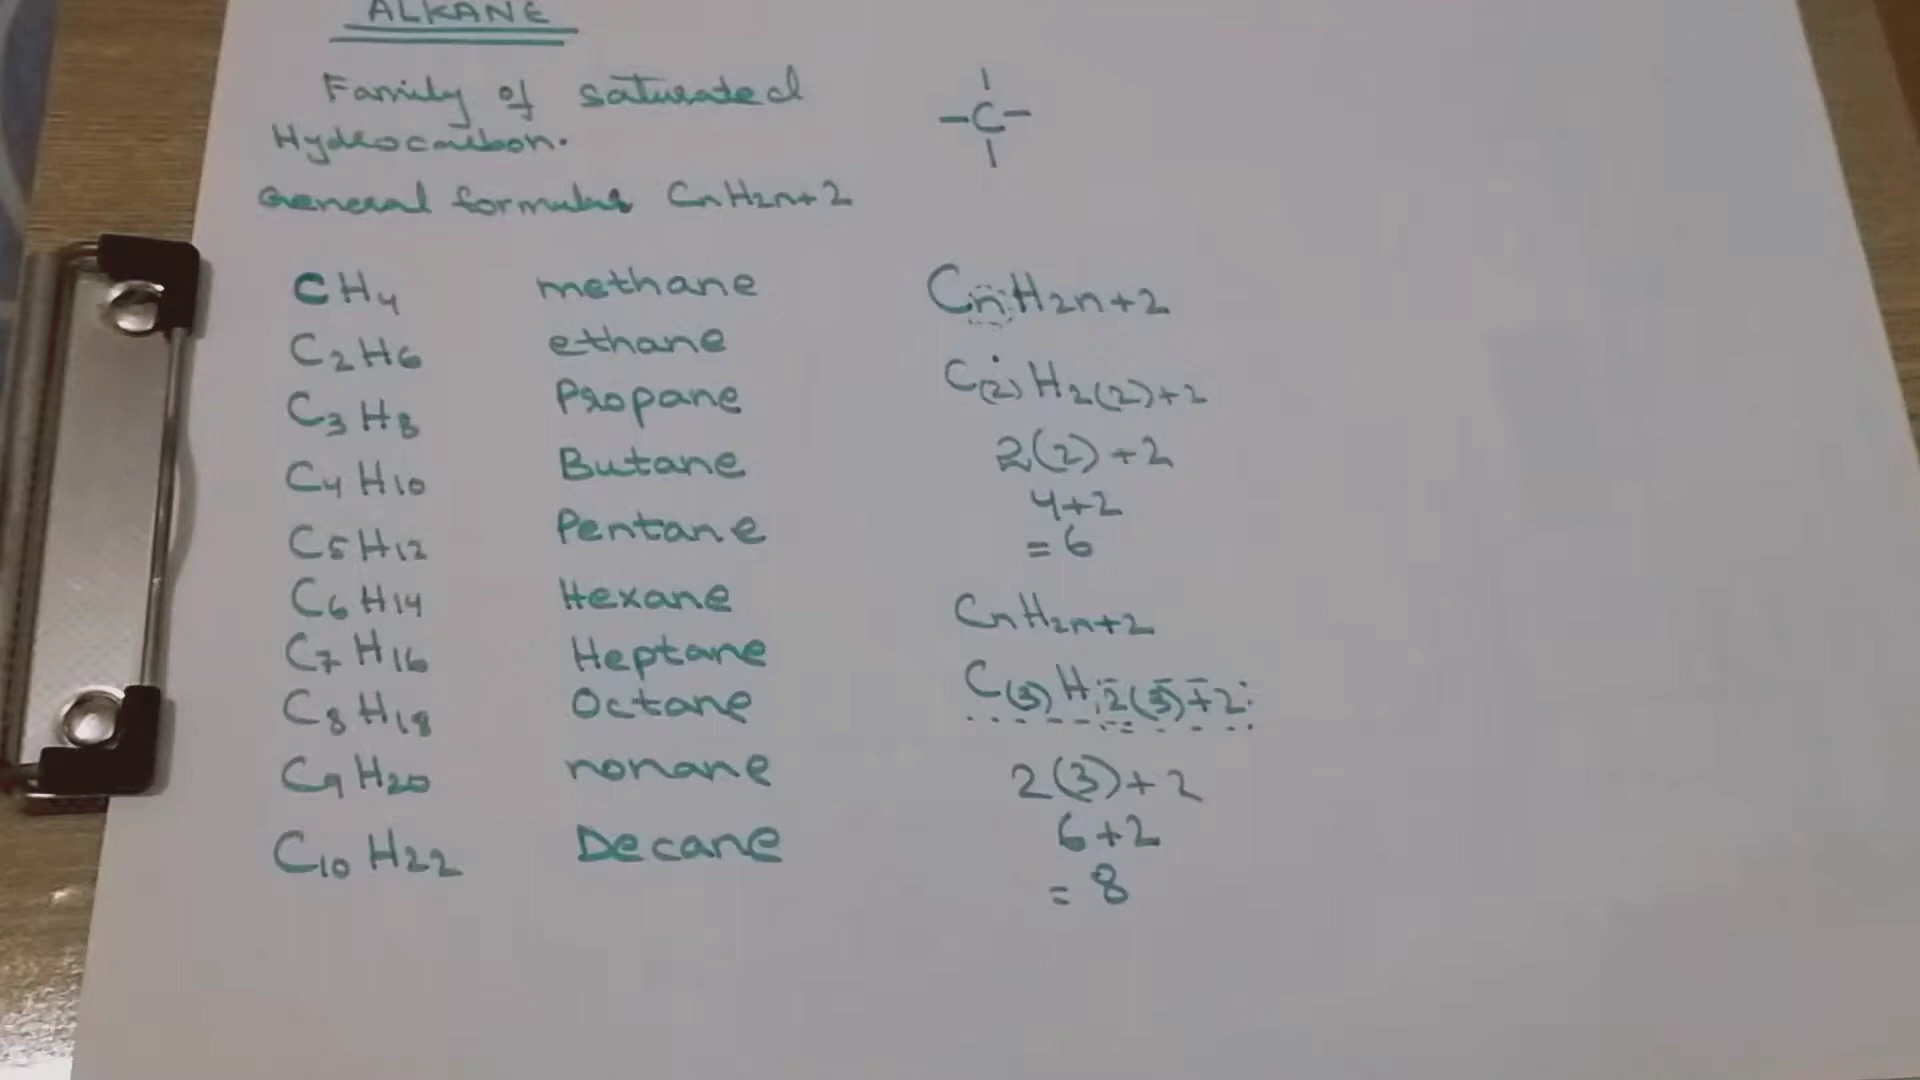 ALKANE
Family of saturated
Hydrocarbon.
-C-
General formula CnH2n+2
CH4 methane
C2H6 ethane
C3H8 Propane
C4H10 Butane
C5H12 Pentane
C6H14 Hexane
C7H16 Heptane
C8H18 Octane
C9H20 nonane
C10H22 Decane
CnH2n+2
C(2)H2(2)+2
2(2)+2
4+2
=6
CnH2n+2
C(3)H2(3)+2
2(3)+2
6+2
=8